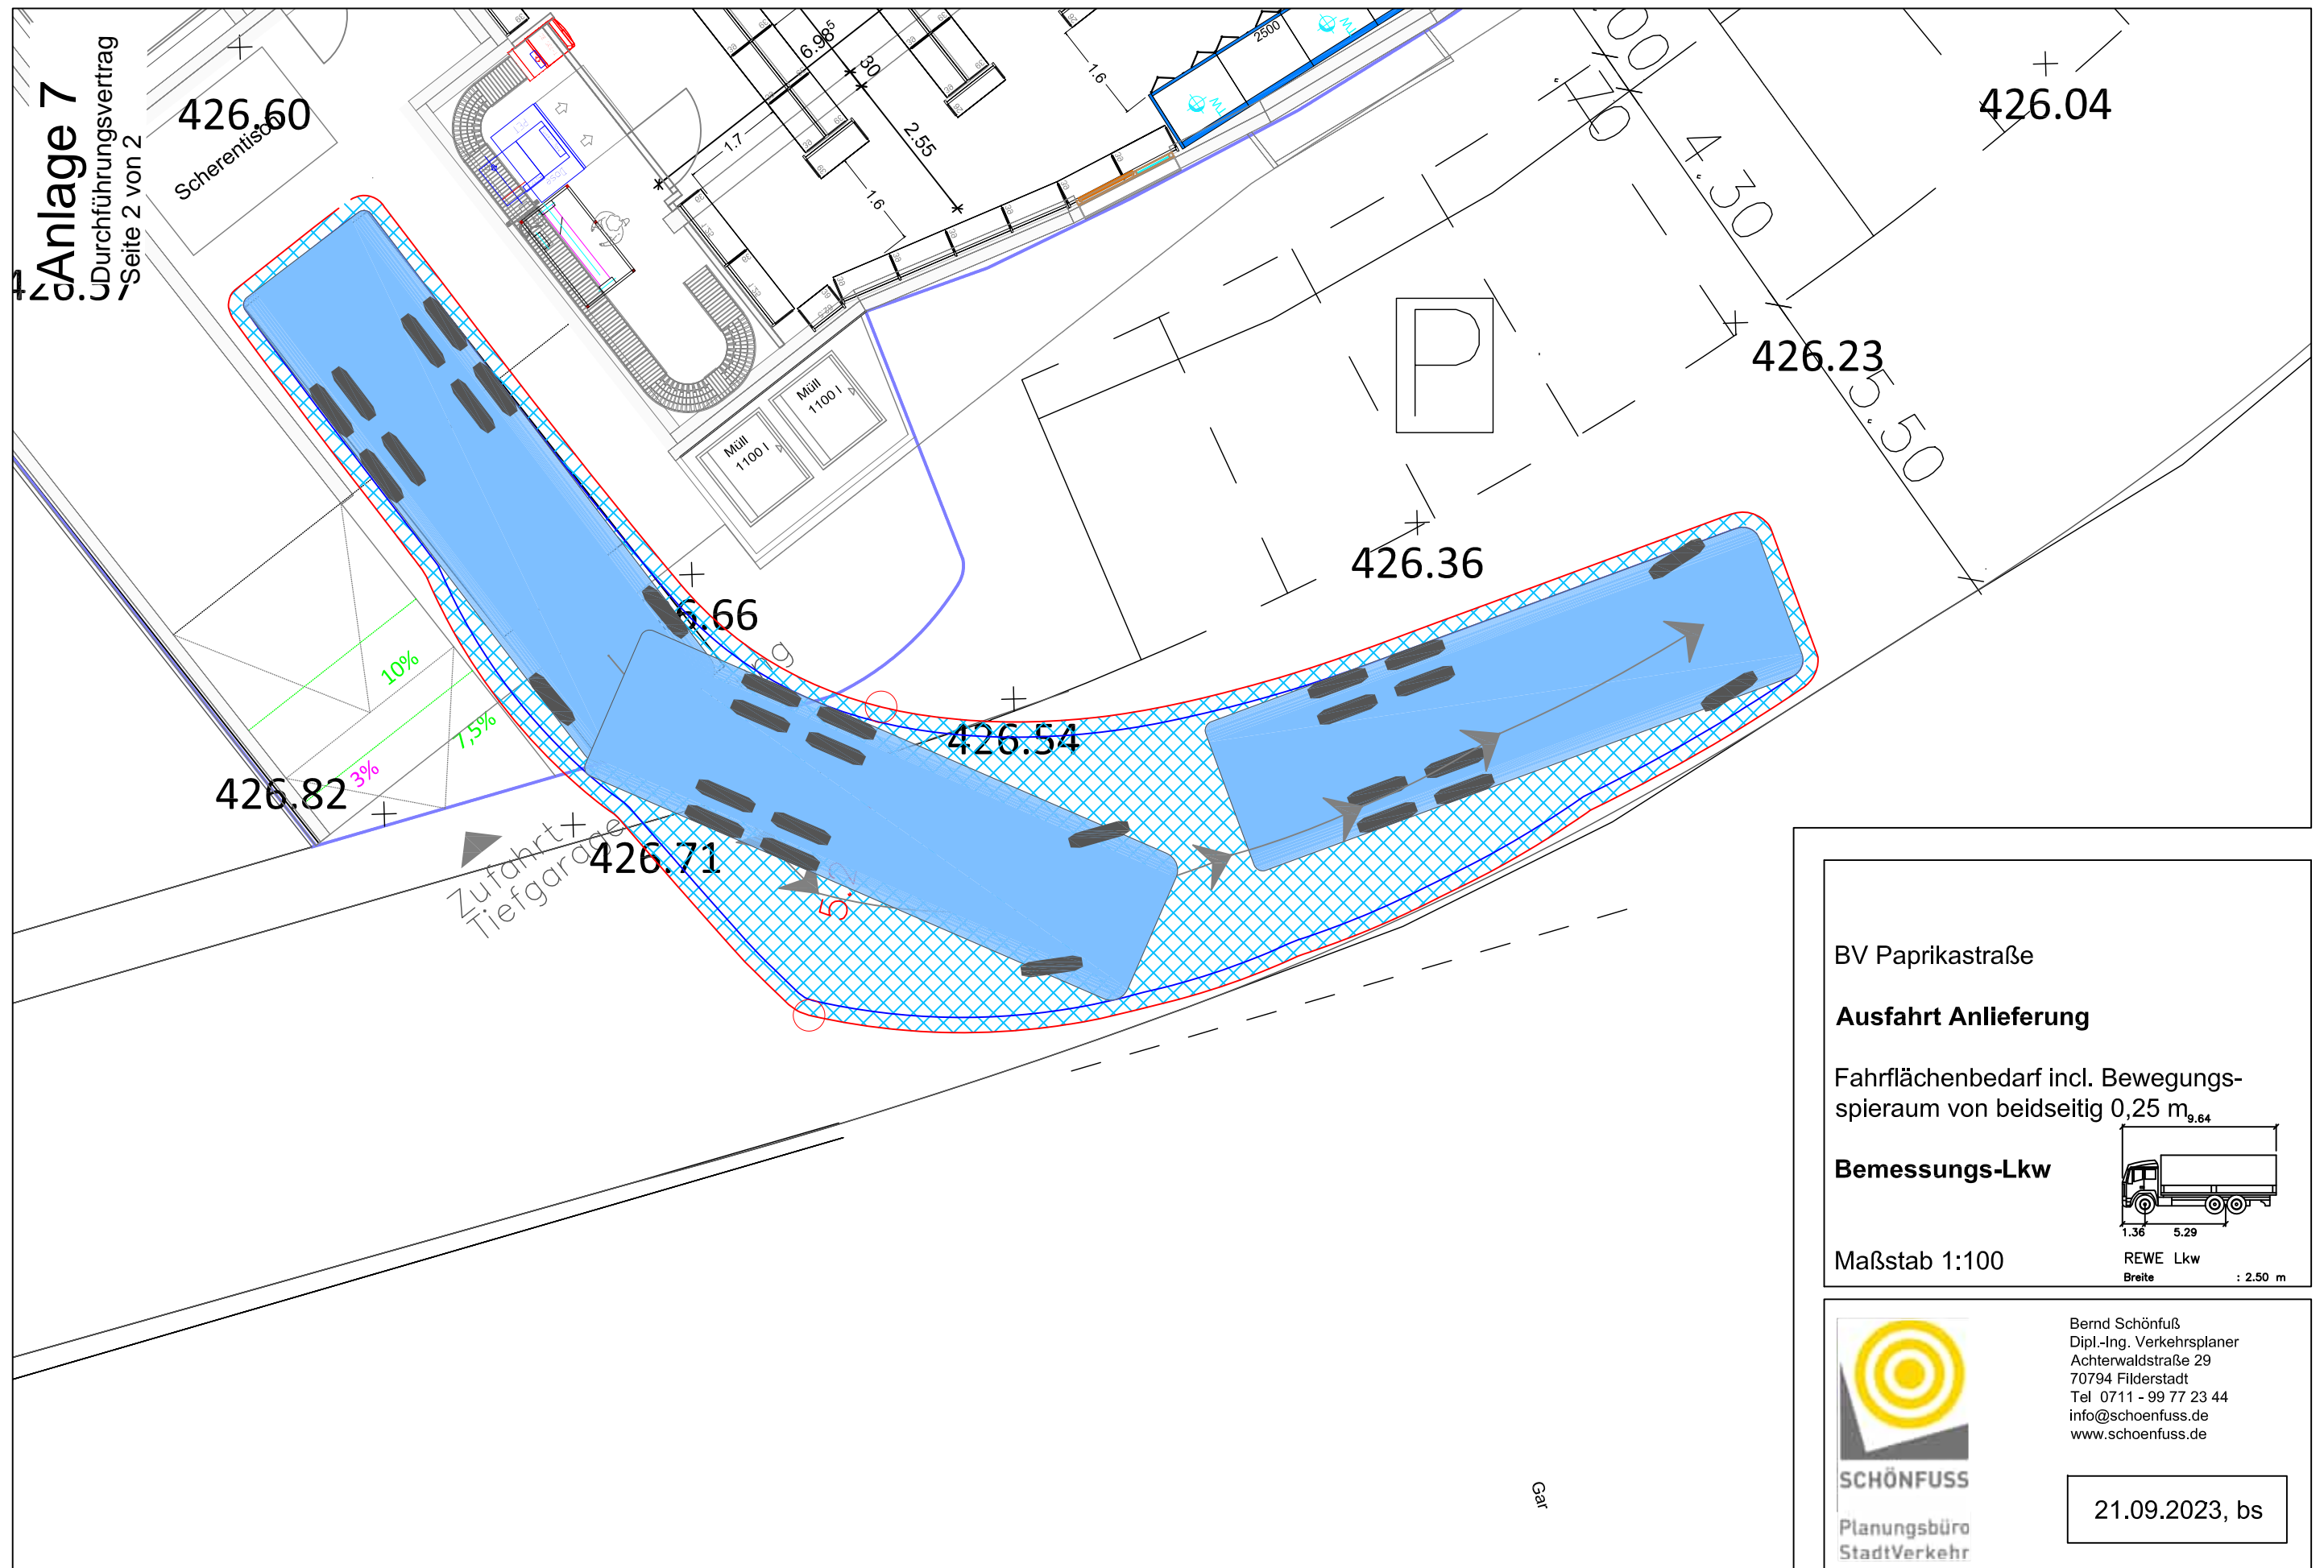 Anlage 7
Durchführungsvertrag
Seite 2 von 2
426.60
Scherentisch
6.98⁵
30
2.55
1.7
1.6
1.6
2500
TW
TW
4.30
5.50
426.04
426.23
P
426.36
Müll
1100 l
Müll
1100 l
426.54
10%
7,5%
3%
426.82
426.71
Zufahrt
Tiefgarage
Gar
BV Paprikastraße
Ausfahrt Anlieferung
Fahrflächenbedarf incl. Bewegungs-
spieraum von beidseitig 0,25 m
9.64
Bemessungs-Lkw
1.36 5.29
Maßstab 1:100
REWE Lkw
Breite : 2.50 m
Bernd Schönfuß
Dipl.-Ing. Verkehrsplaner
Achterwaldstraße 29
70794 Filderstadt
Tel 0711 - 99 77 23 44
info@schoenfuss.de
www.schoenfuss.de
SCHÖNFUSS
Planungsbüro
StadtVerkehr
21.09.2023, bs